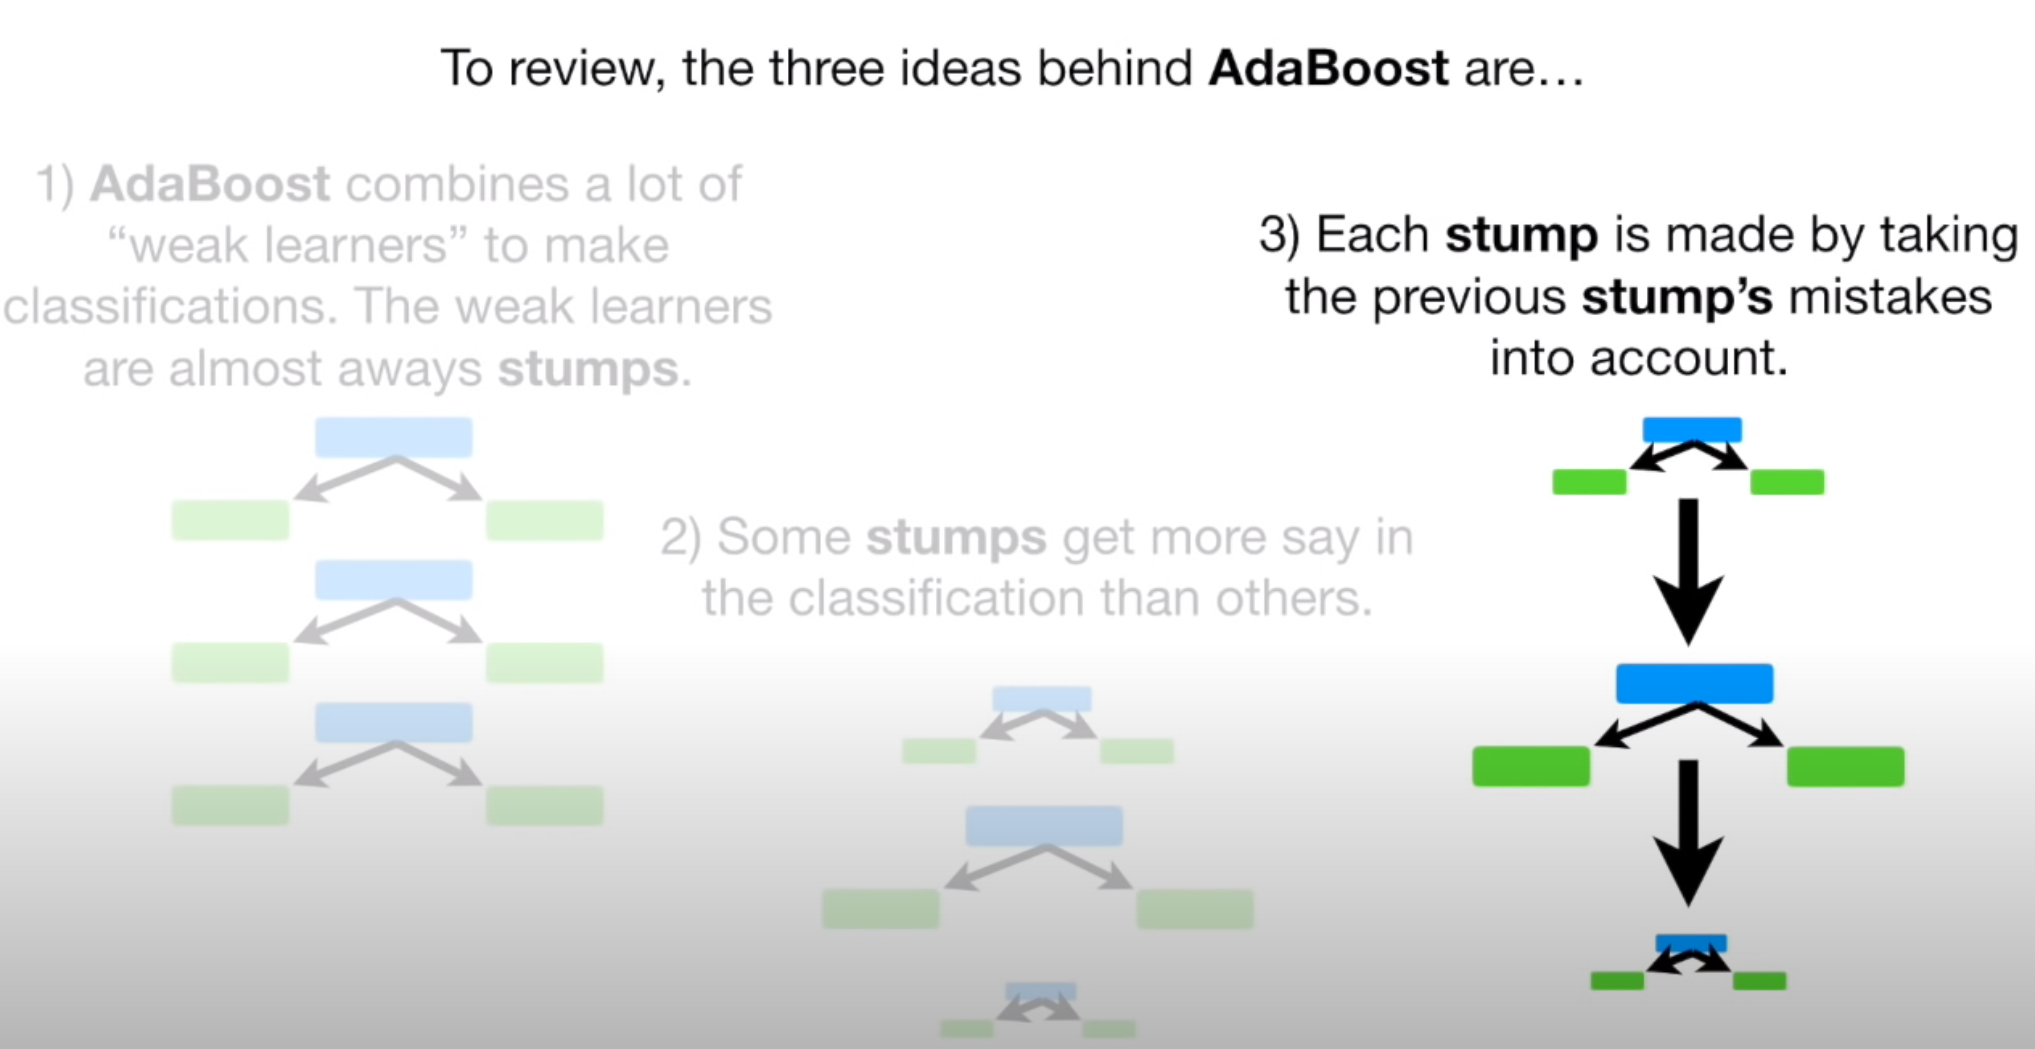 To review, the three ideas behind AdaBoost are…
1) AdaBoost combines a lot of
“weak learners” to make
classifications. The weak learners
are almost aways stumps.
2) Some stumps get more say in
the classification than others.
3) Each stump is made by taking
the previous stump’s mistakes
into account.